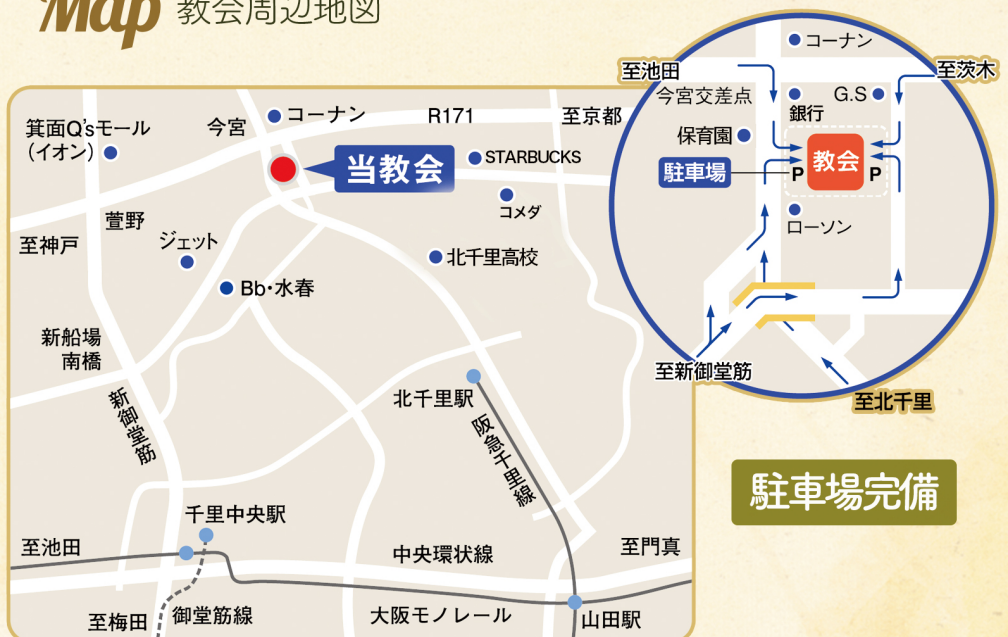 Map 教会周辺地図
箕面Q'sモール
(イオン)
今宮
コーナン
R171
至京都
当教会
STARBUCKS
コメダ
萱野
至神戸
ジェット
北千里高校
Bb・水春
新船場
南橋
新御堂筋
北千里駅
阪急千里線
千里中央駅
至池田
中央環状線
至門真
至梅田
御堂筋線
大阪モノレール
山田駅
コーナン
至池田
至茨木
今宮交差点
銀行
G.S
保育園
教会
駐車場
P
P
ローソン
至新御堂筋
至北千里
駐車場完備